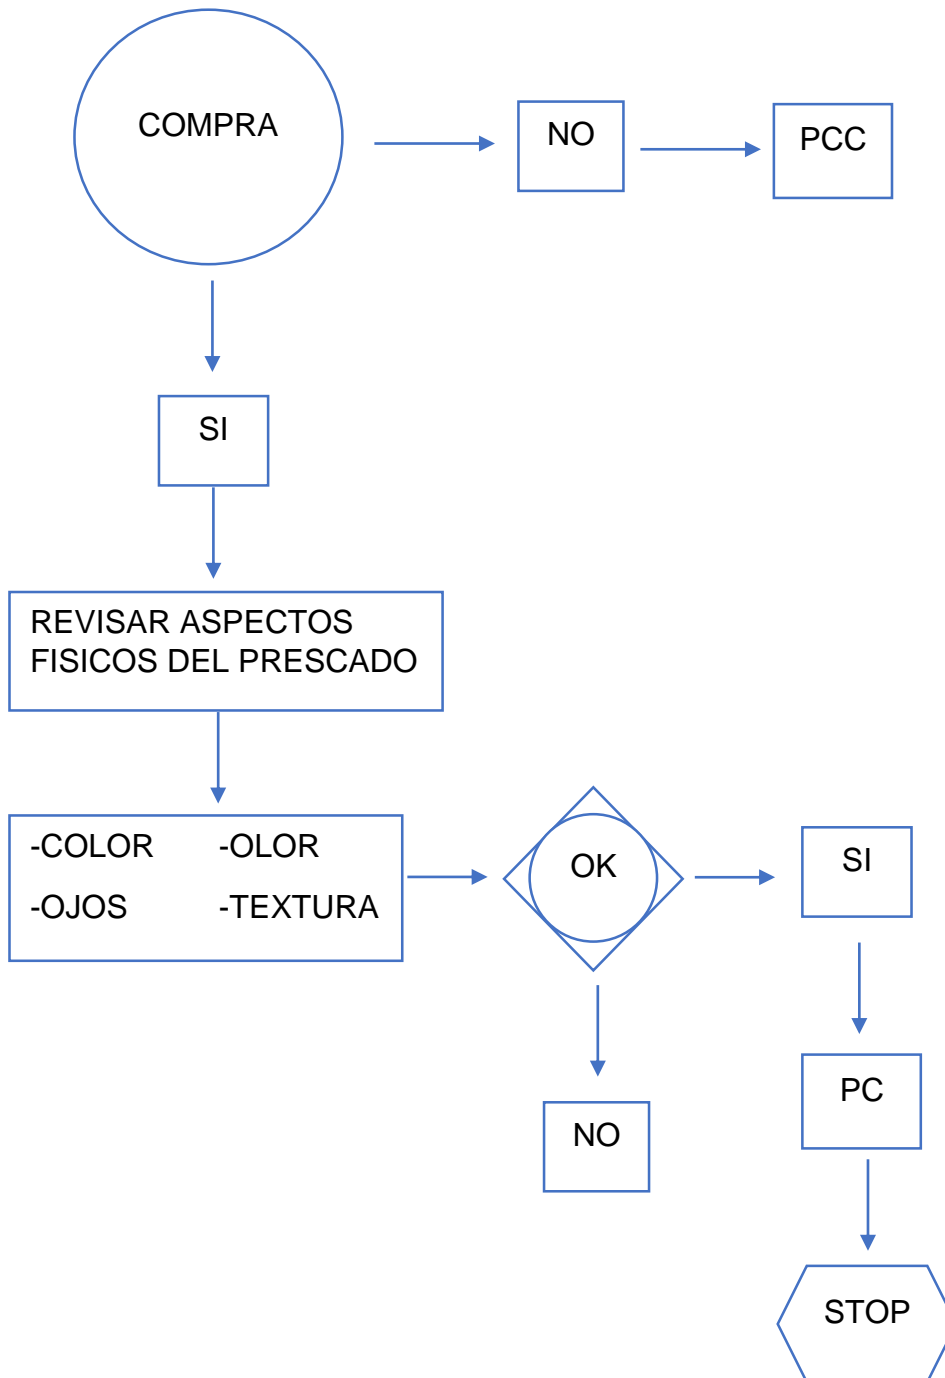 COMPRA
NO
PCC
SI
REVISAR ASPECTOS
FISICOS DEL PRESCADO
-COLOR -OLOR
-OJOS -TEXTURA
OK
SI
NO
PC
STOP